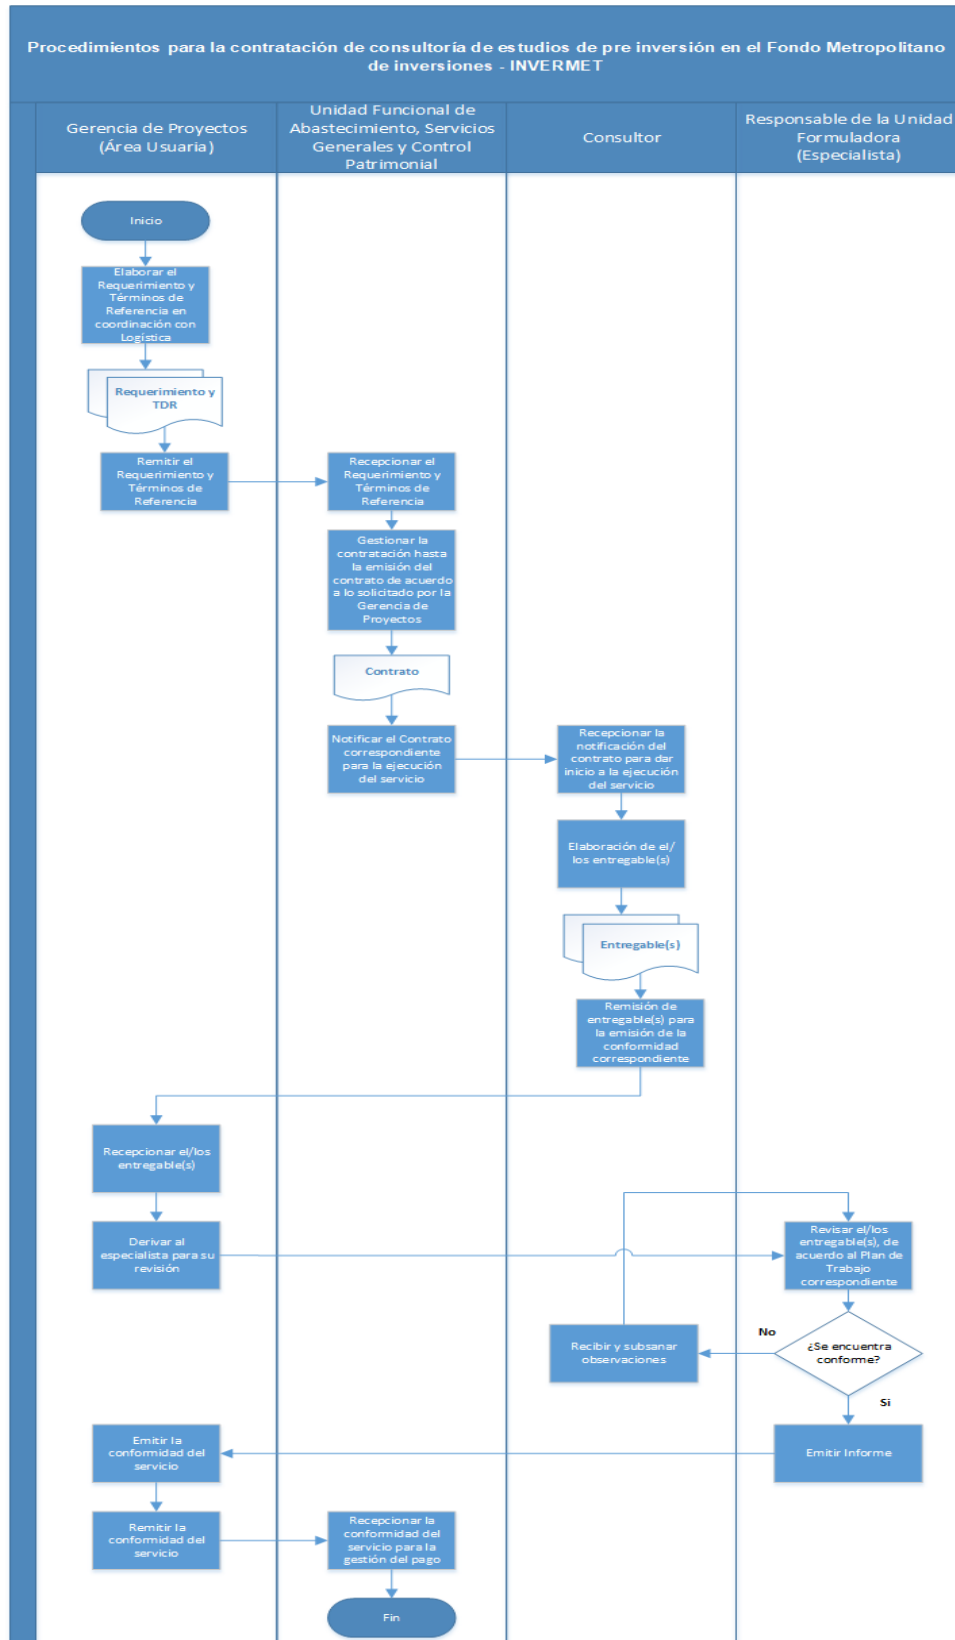 Procedimientos para la contratación de consultoría de estudios de pre inversión en el Fondo Metropolitano
de inversiones - INVERMET
Gerencia de Proyectos
(Área Usuaria)
Unidad Funcional de
Abastecimiento, Servicios
Generales y Control
Patrimonial
Consultor
Responsable de la Unidad
Formuladora
(Especialista)
Inicio
Elaborar el
Requerimiento y
Términos de
Referencia en
coordinación con
Logística
Requerimiento y
TDR
Remitir el
Requerimiento y
Términos de
Referencia
Recepcionar el
Requerimiento y
Términos de
Referencia
Gestionar la
contratación hasta
la emisión del
contrato de acuerdo
a lo solicitado por la
Gerencia de
Proyectos
Contrato
Notificar el Contrato
correspondiente
para la ejecución
del servicio
Recepcionar la
notificación del
contrato para dar
inicio a la ejecución
del servicio
Elaboración de el/
los entregable(s)
Entregable(s)
Remisión de
entregable(s) para
la emisión de la
conformidad
correspondiente
Recepcionar el/los
entregable(s)
Derivar al
especialista para su
revisión
Revisar el/los
entregable(s), de
acuerdo al Plan de
Trabajo
correspondiente
¿Se encuentra
conforme?
No
Recibir y subsanar
observaciones
Si
Emitir Informe
Emitir la
conformidad del
servicio
Remitir la
conformidad del
servicio
Recepcionar la
conformidad del
servicio para la
gestión del pago
Fin